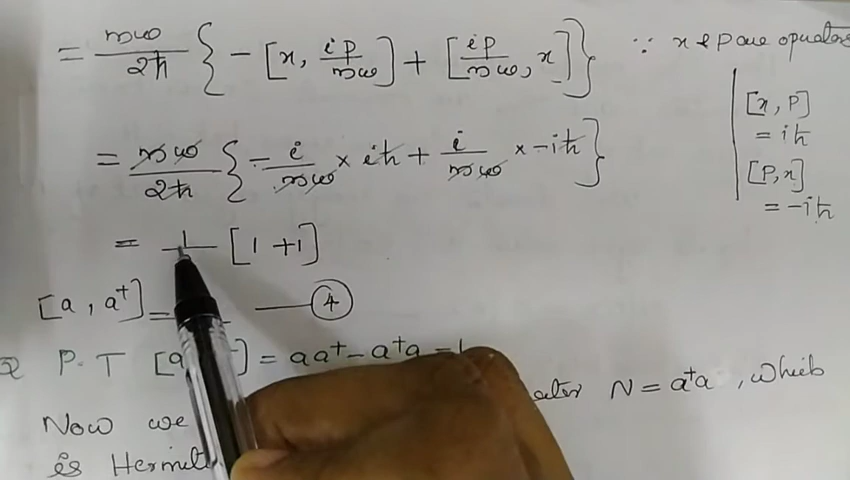 = mω/2ħ { - [x, ip/mω] + [ip/mω, x] } ∵ x & p are operators
[x, P]
= iħ
[P, x]
= -iħ
= mω/2ħ { - i/mω × iħ + i/mω × -iħ }
= 1/ [1 + 1]
[a, a†] = ④
2 P.T [a ] = aa† - a†a = 1
Now we N = a†a, which
is